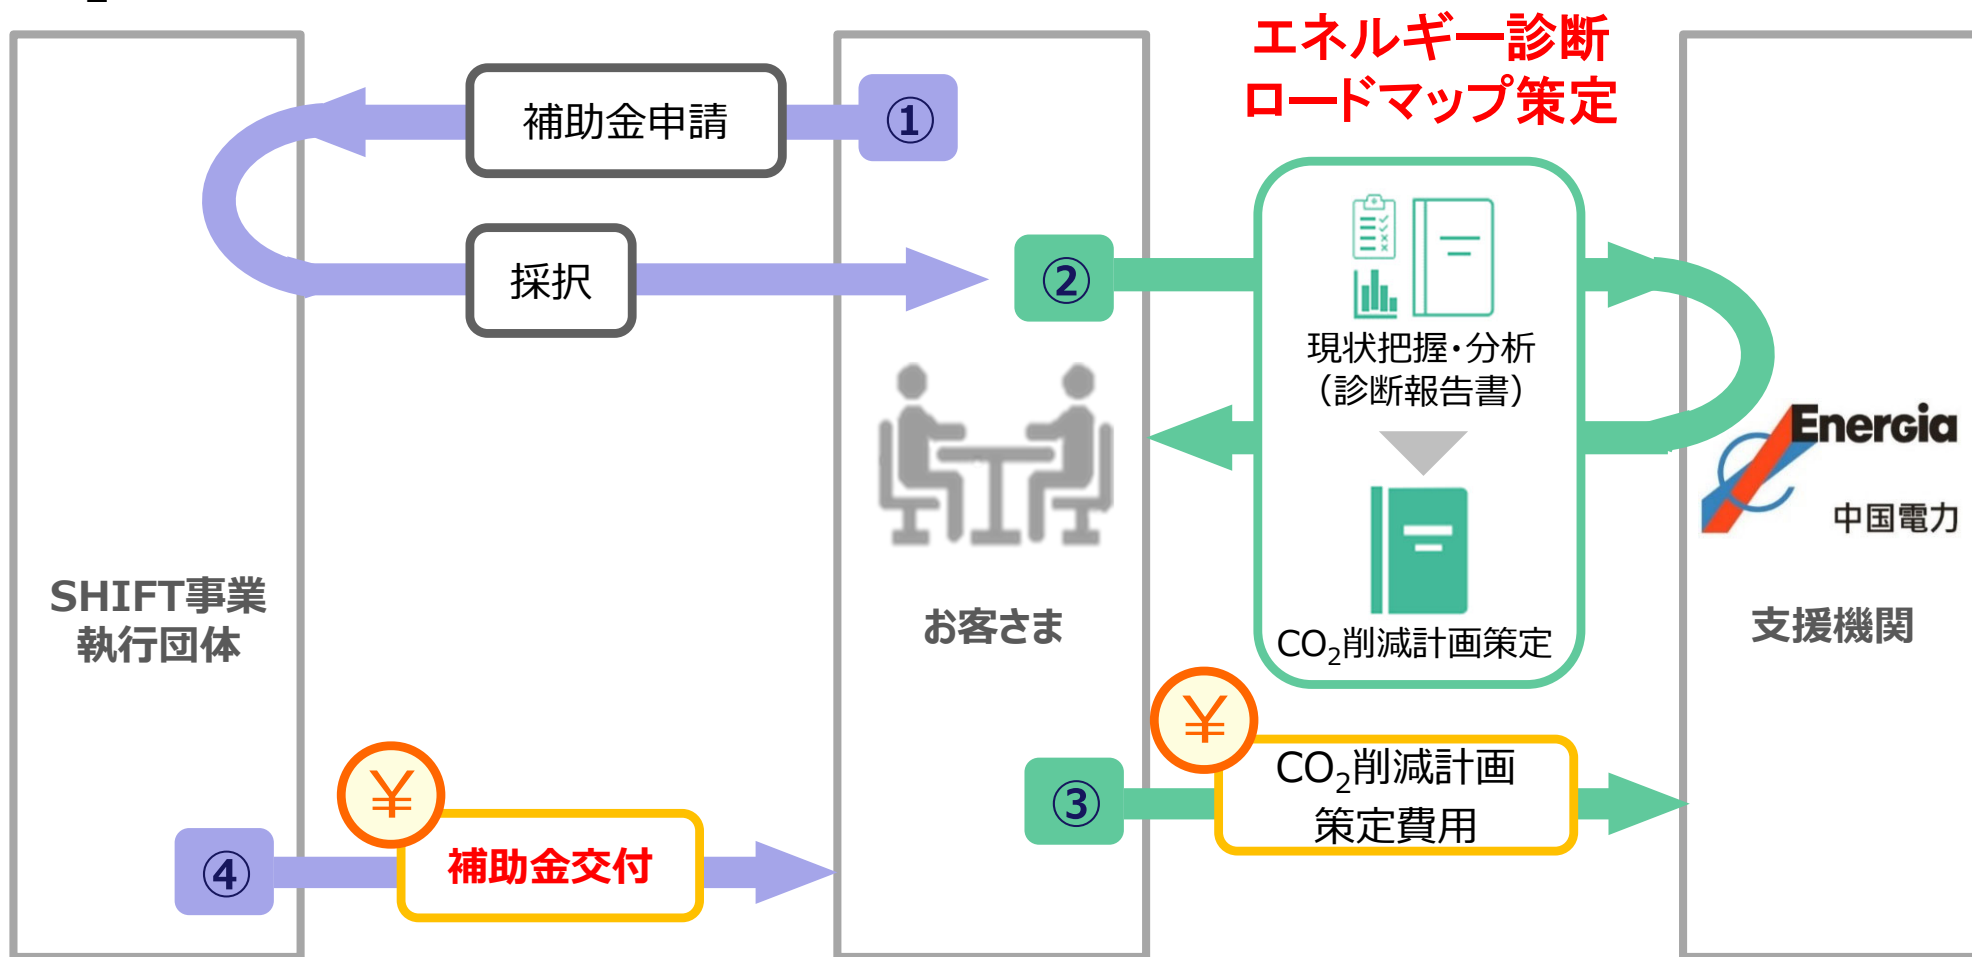 エネルギー診断
ロードマップ策定
補助金申請
①
採択
②
現状把握・分析
（診断報告書）
CO₂削減計画策定
Energia
中国電力
SHIFT事業
執行団体
お客さま
支援機関
¥
CO₂削減計画
策定費用
③
¥
補助金交付
④